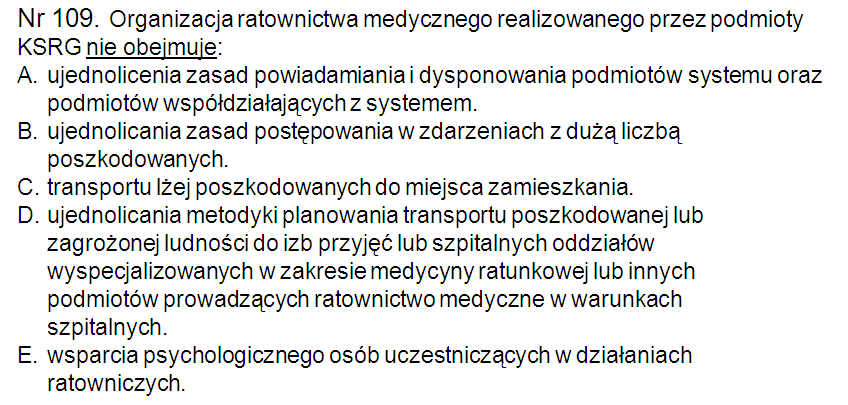 Nr 109. Organizacja ratownictwa medycznego realizowanego przez podmioty
KSRG nie obejmuje:
A. ujednolicenia zasad powiadamiania i dysponowania podmiotów systemu oraz
podmiotów współdziałających z systemem.
B. ujednolicania zasad postępowania w zdarzeniach z dużą liczbą
poszkodowanych.
C. transportu lżej poszkodowanych do miejsca zamieszkania.
D. ujednolicania metodyki planowania transportu poszkodowanej lub
zagrożonej ludności do izb przyjęć lub szpitalnych oddziałów
wyspecjalizowanych w zakresie medycyny ratunkowej lub innych
podmiotów prowadzących ratownictwo medyczne w warunkach
szpitalnych.
E. wsparcia psychologicznego osób uczestniczących w działaniach
ratowniczych.